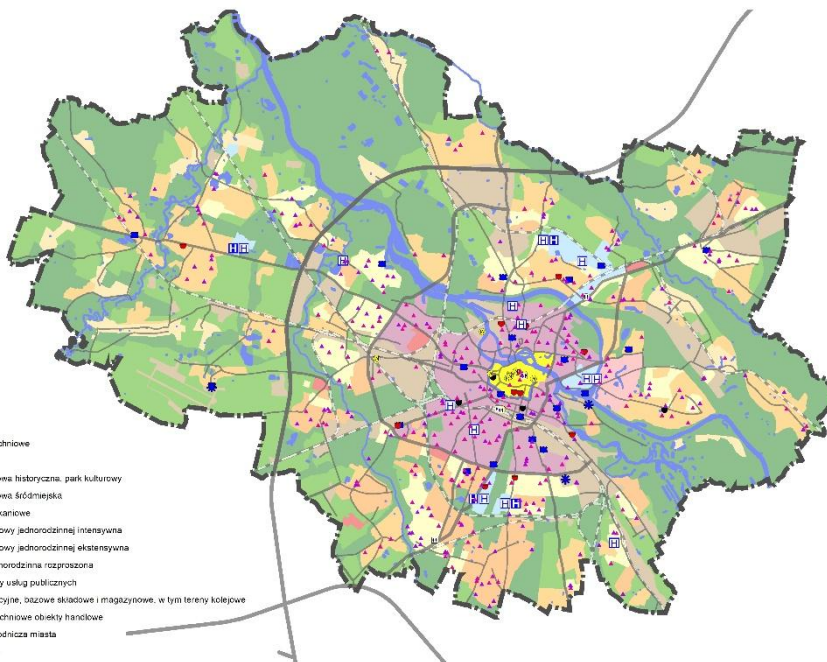 chniowe
owa historyczna, park kulturowy
owa śródmiejska
kaniowe
owy jednorodzinnej intensywna
owy jednorodzinnej ekstensywna
norodzinna rozproszona
y usług publicznych
cyjne, bazowe składowe i magazynowe, w tym tereny kolejowe
chniowe obiekty handlowe
odnicza miasta
H H
H H
H
H
H
H
H H
H
H
H H
H H
H